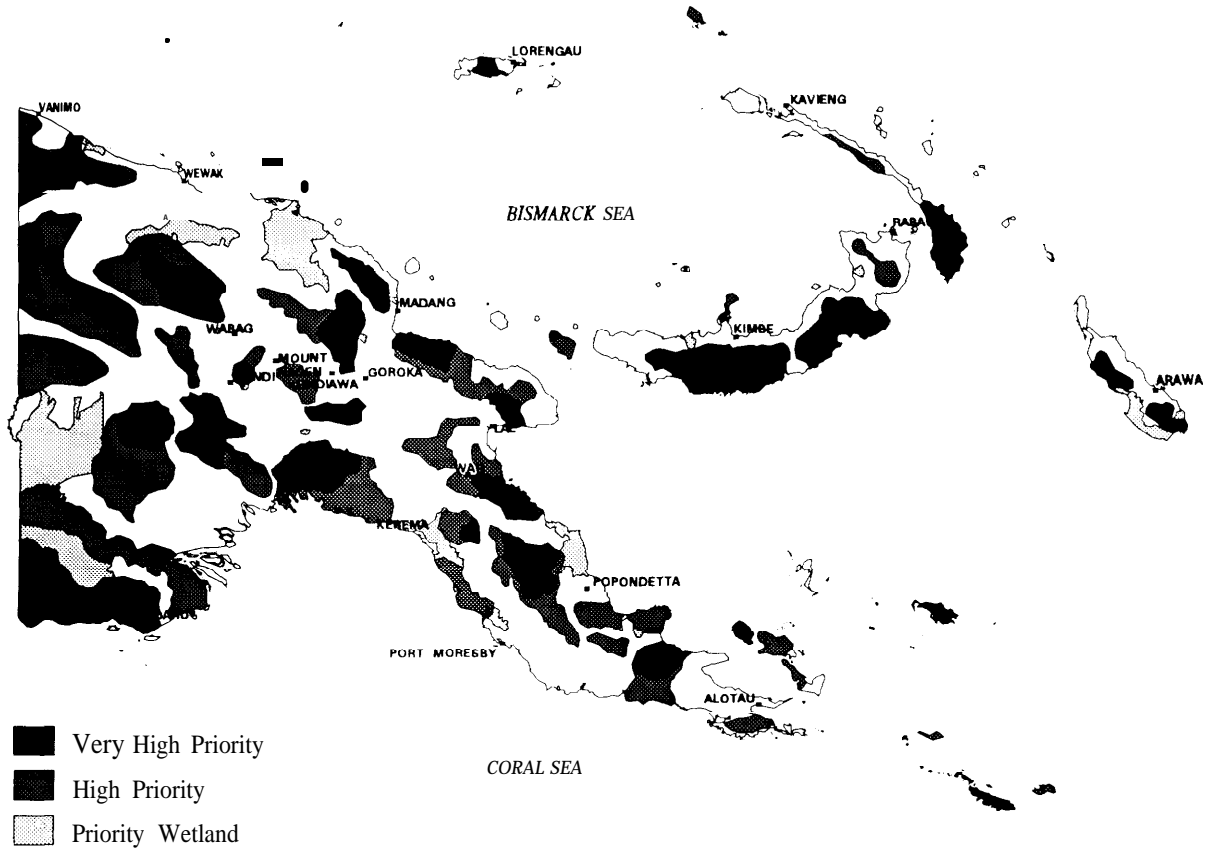 LORENGAU
VANIMO
KAVIENG
WEWAK
BISMARCK SEA
RABA
A
MADANG
WABAG
KIMBE
MOUNT
GOROKA
ARAWA
KEREMA
POPONDETTA
PORT MORESBY
ALOTAU
Very High Priority
CORAL SEA
High Priority
Priority Wetland